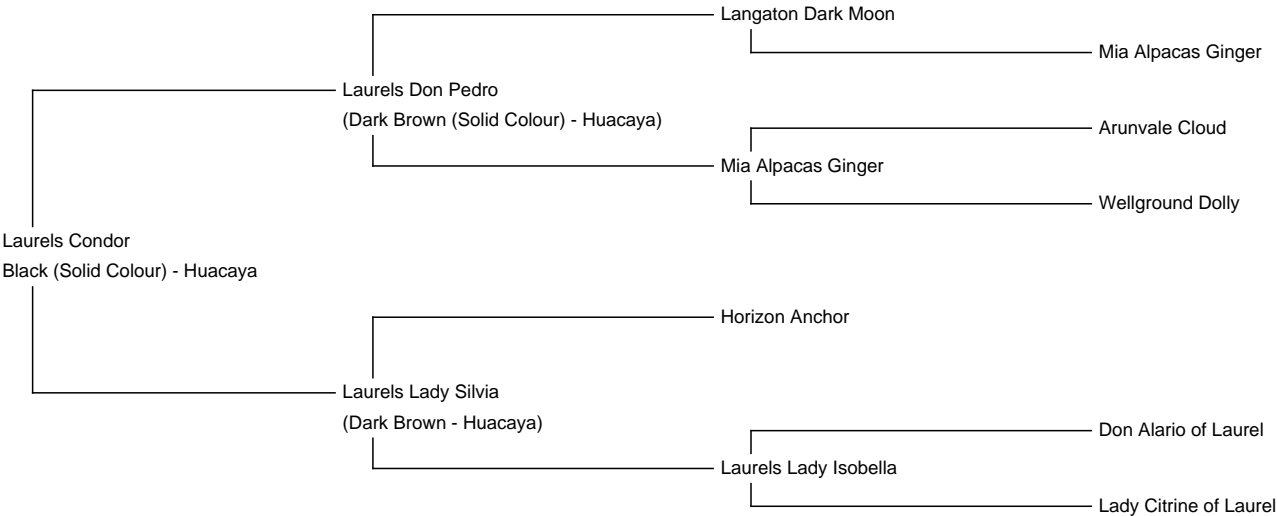 Langaton Dark Moon
Mia Alpacas Ginger
Laurels Don Pedro
(Dark Brown (Solid Colour) - Huacaya)
Arunvale Cloud
Mia Alpacas Ginger
Wellground Dolly
Laurels Condor
Black (Solid Colour) - Huacaya
Horizon Anchor
Laurels Lady Silvia
(Dark Brown - Huacaya)
Don Alario of Laurel
Laurels Lady Isobella
Lady Citrine of Laurel